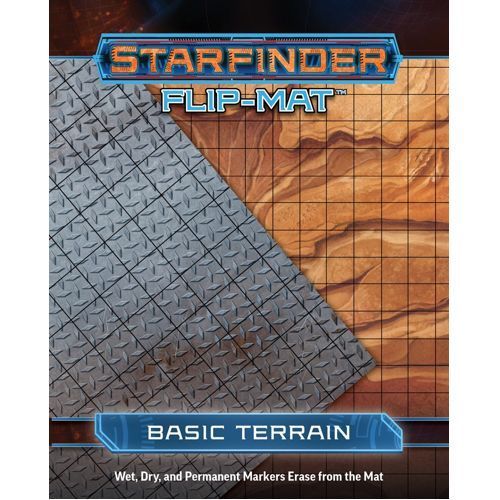 STARFINDER
FLIP-MAT™
BASIC TERRAIN
Wet, Dry, and Permanent Markers Erase from the Mat